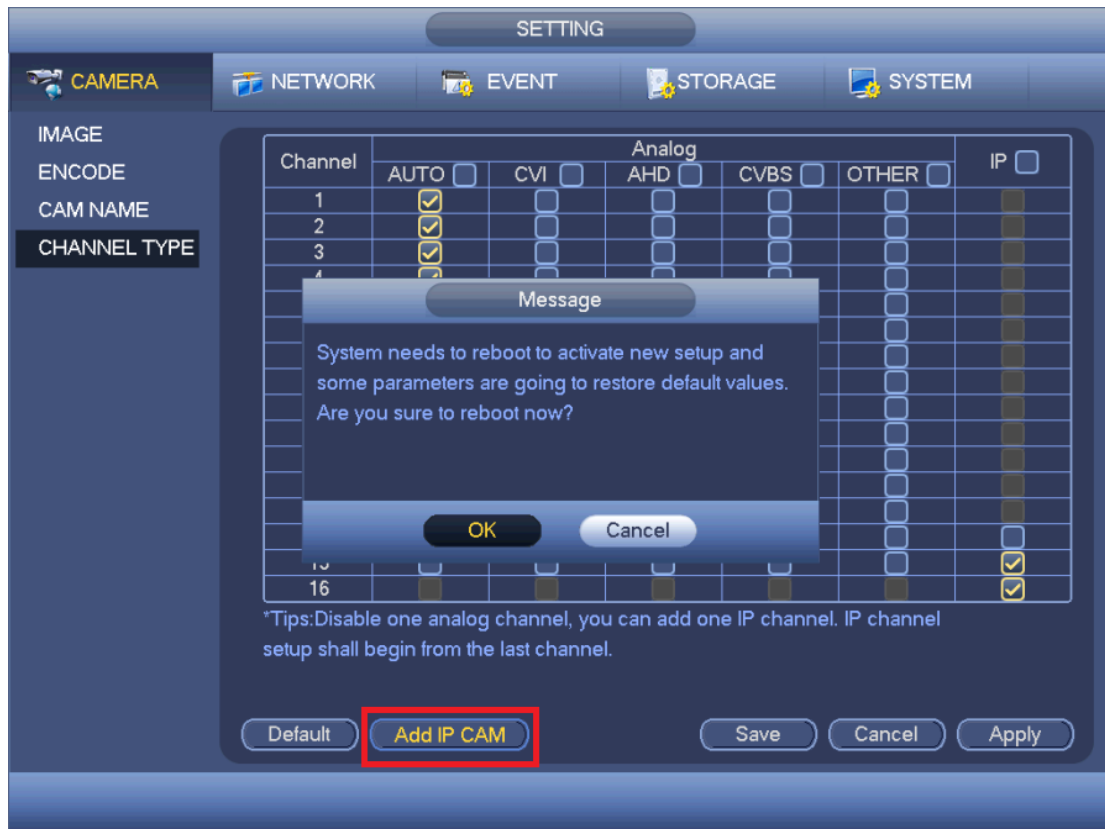 SETTING
CAMERA NETWORK EVENT STORAGE SYSTEM
IMAGE
ENCODE
CAM NAME
CHANNEL TYPE
Channel Analog IP
AUTO CVI AHD CVBS OTHER
1
2
3
Message
System needs to reboot to activate new setup and
some parameters are going to restore default values.
Are you sure to reboot now?
OK Cancel
16
*Tips:Disable one analog channel, you can add one IP channel. IP channel
setup shall begin from the last channel.
Default Add IP CAM Save Cancel Apply